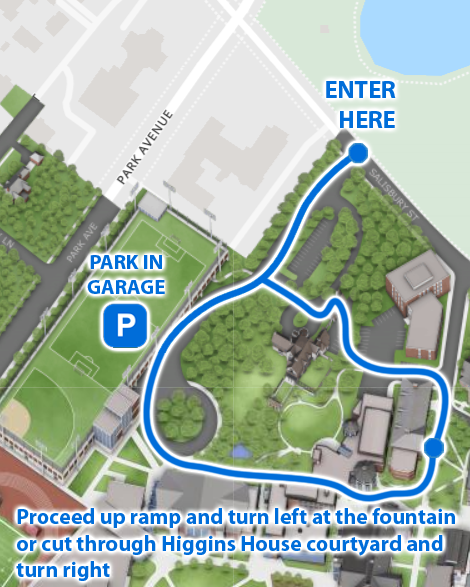 ENTER
HERE
PARK AVENUE
SALISBURY ST
PARK AVE
LN
PARK IN
GARAGE
P
Proceed up ramp and turn left at the fountain
or cut through Higgins House courtyard and
turn right